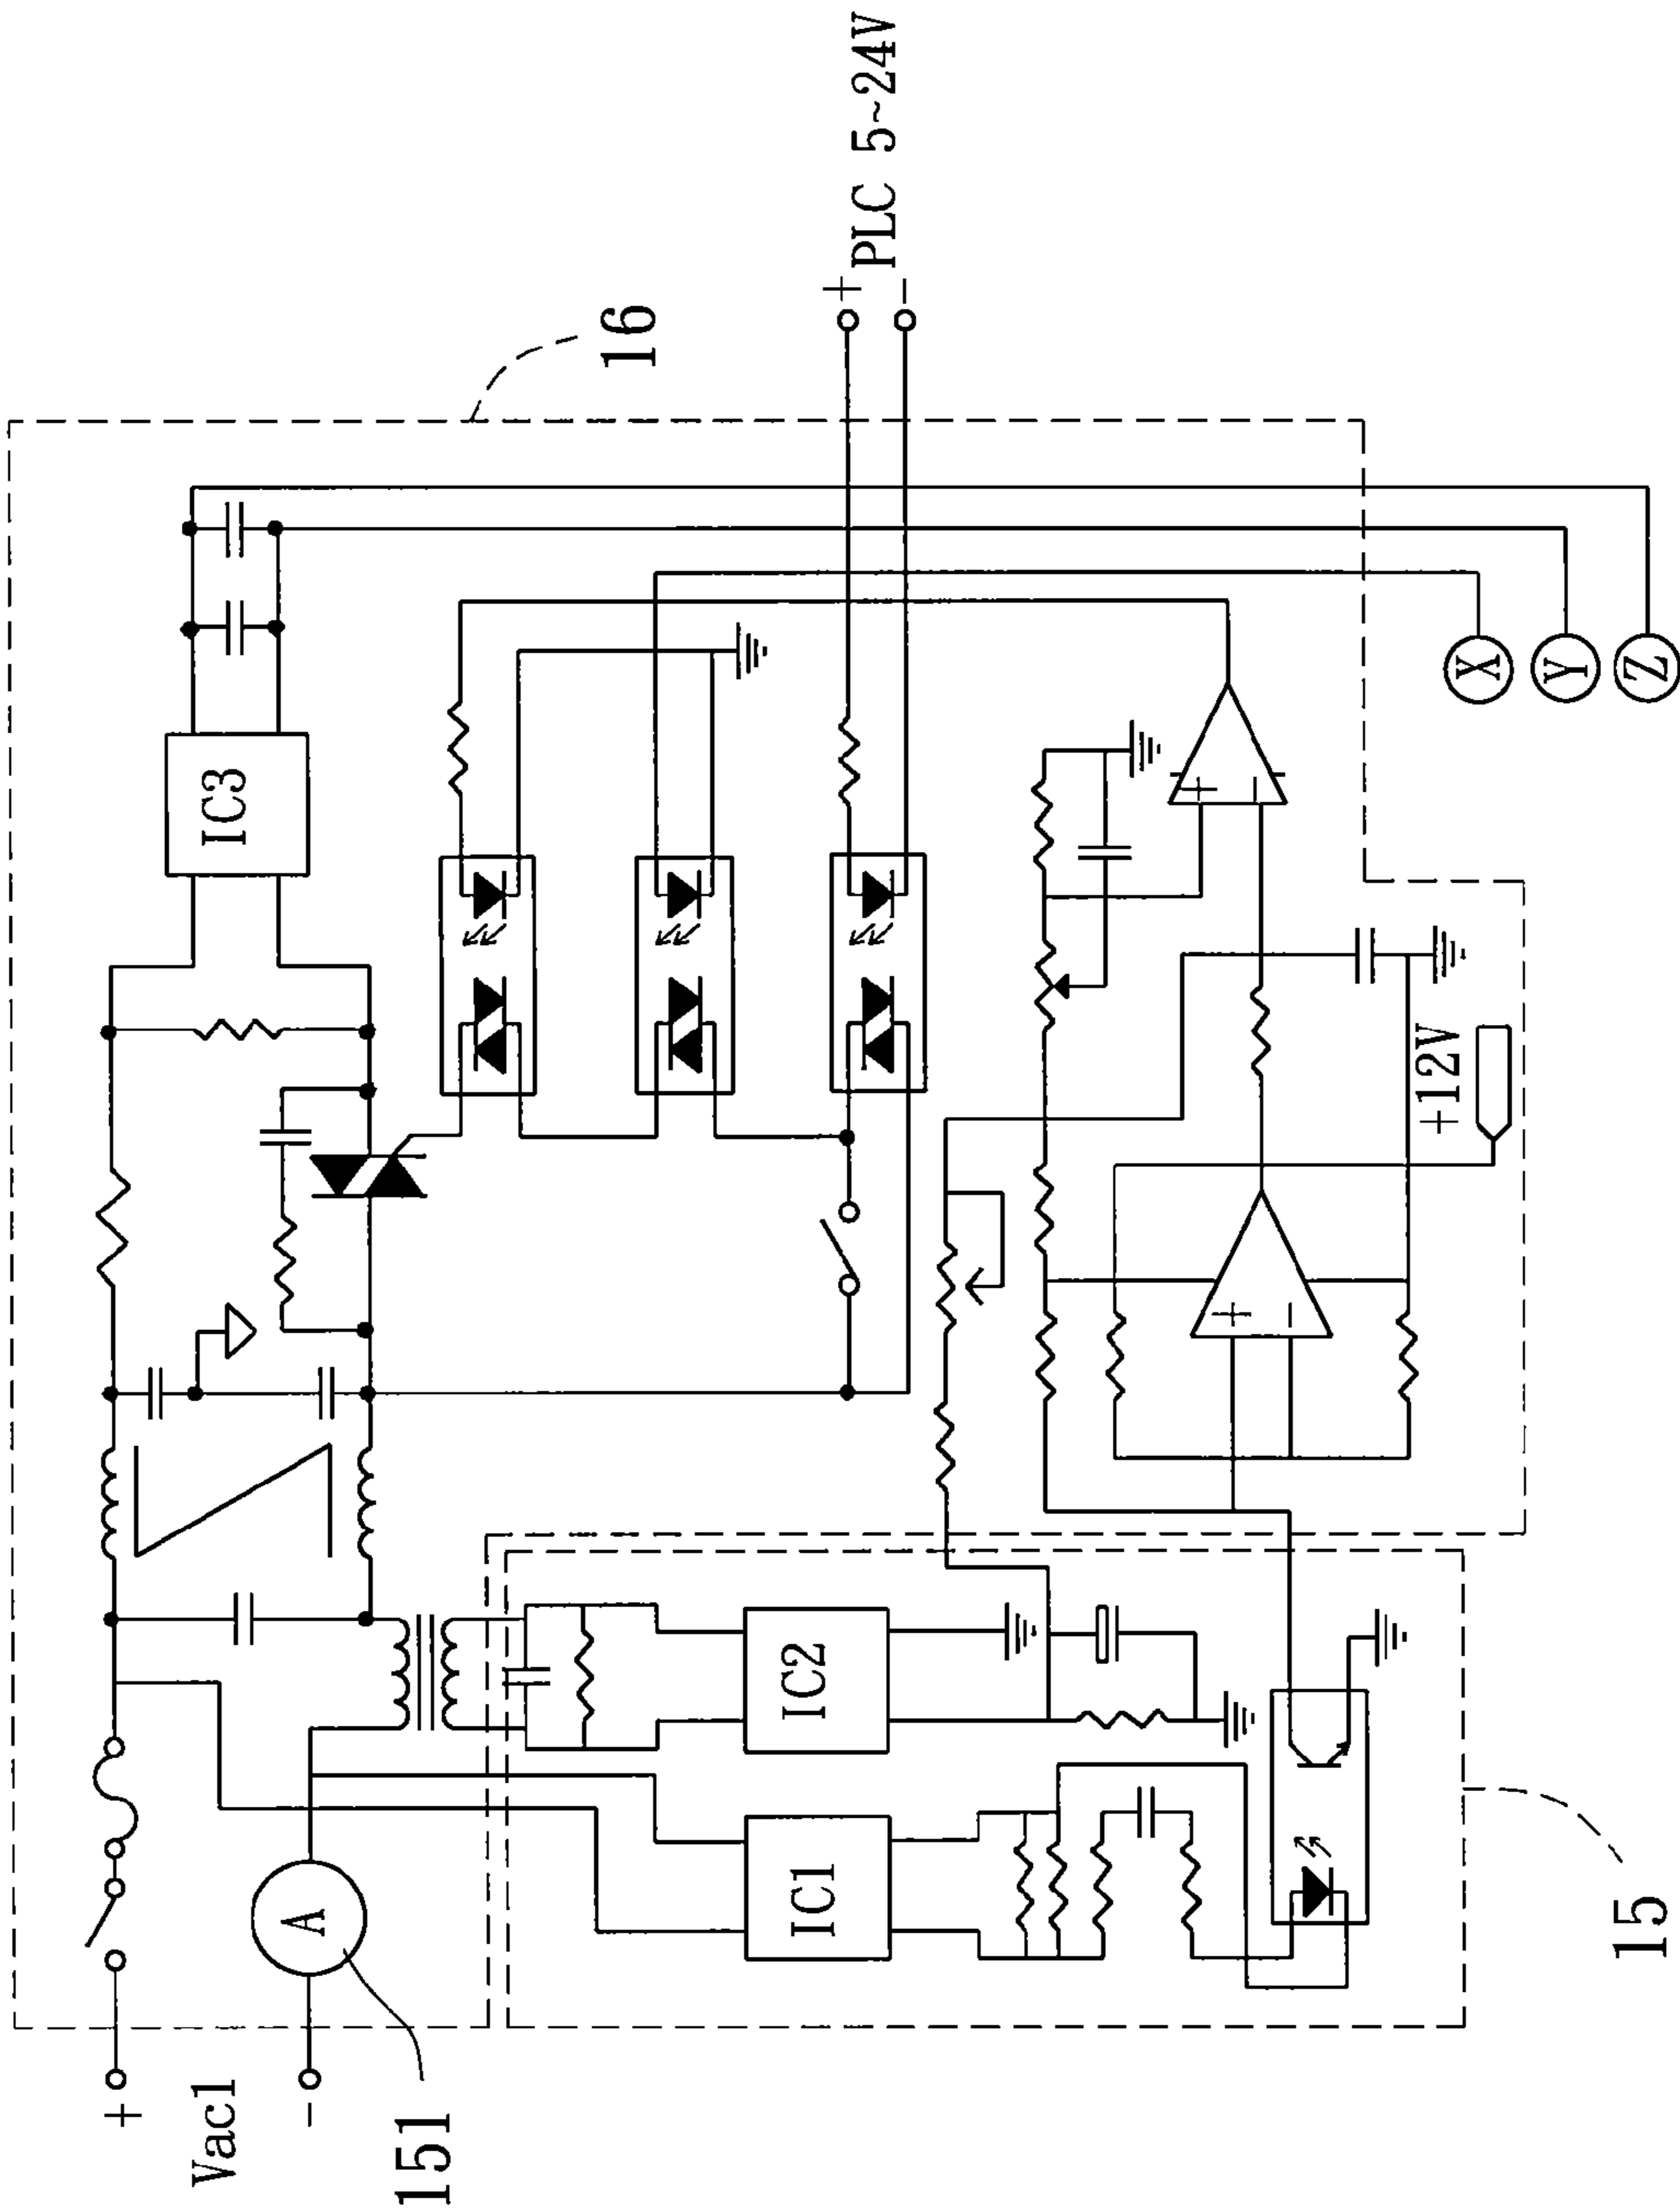 16
PLC 5~24V
+
-
IC3
X
Y
Z
+
-
+12V
+
-
IC2
IC1
A
15
+
Vac1
-
151